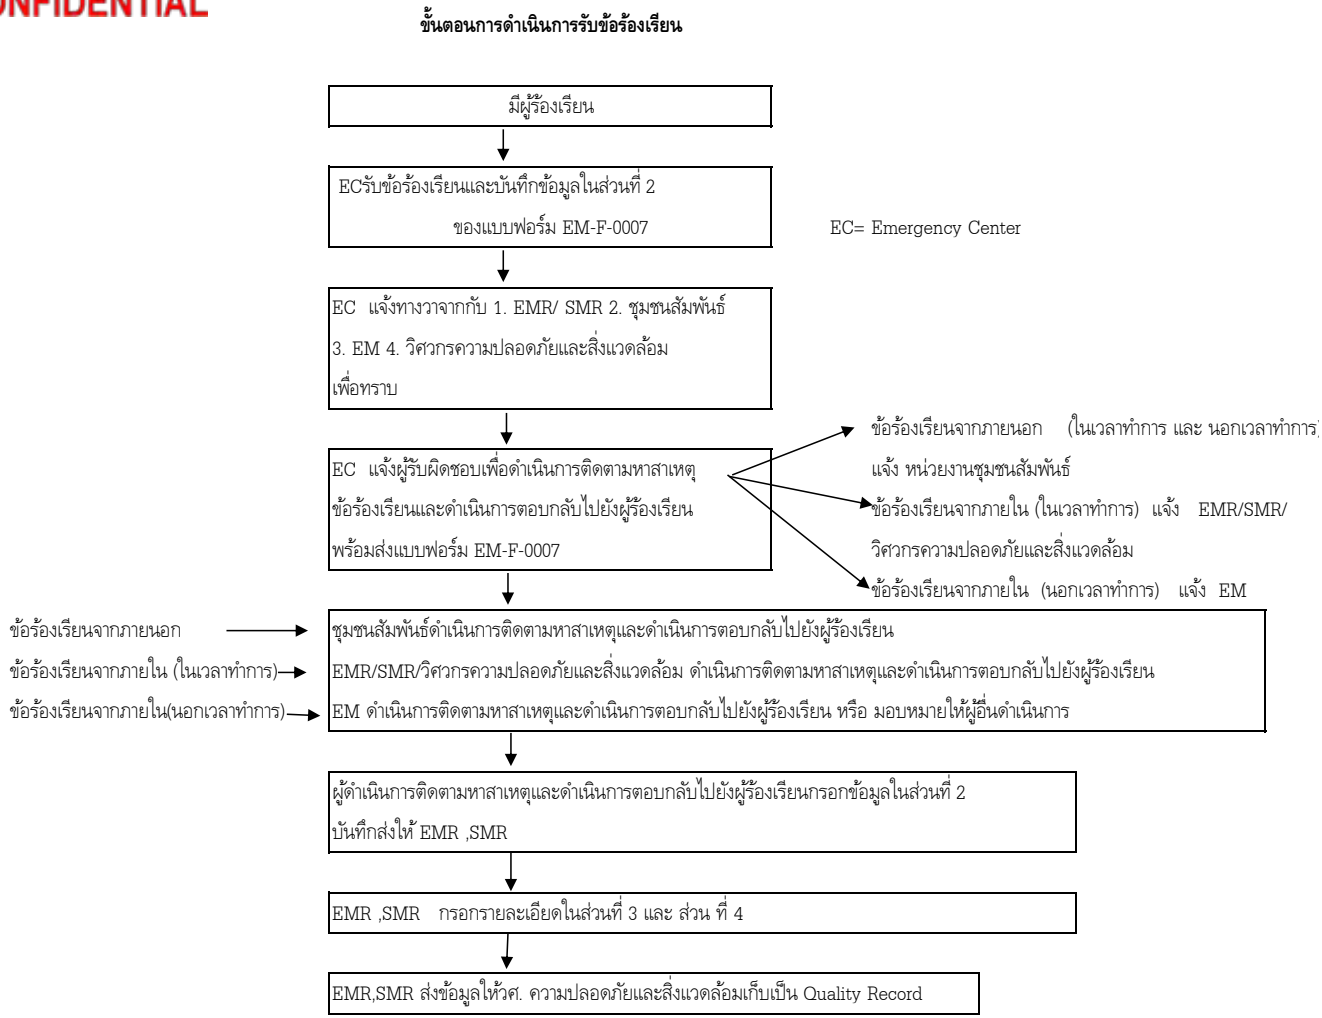 ONFIDENTIAL
ขั้นตอนการดำเนินการรับข้อร้องเรียน
มีผู้ร้องเรียน
ECรับข้อร้องเรียนและบันทึกข้อมูลในส่วนที่ 2
ของแบบฟอร์ม EM-F-0007
EC= Emergency Center
EC แจ้งทางวาจากกับ 1. EMR/ SMR 2. ชุมชนสัมพันธ์
3. EM 4. วิศวกรความปลอดภัยและสิ่งแวดล้อม
เพื่อทราบ
EC แจ้งผู้รับผิดชอบเพื่อดำเนินการติดตามหาสาเหตุ
ข้อร้องเรียนและดำเนินการตอบกลับไปยังผู้ร้องเรียน
พร้อมส่งแบบฟอร์ม EM-F-0007
ข้อร้องเรียนจากภายนอก (ในเวลาทำการ และ นอกเวลาทำการ)
แจ้ง หน่วยงานชุมชนสัมพันธ์
ข้อร้องเรียนจากภายใน (ในเวลาทำการ) แจ้ง EMR/SMR/
วิศวกรความปลอดภัยและสิ่งแวดล้อม
ข้อร้องเรียนจากภายใน (นอกเวลาทำการ) แจ้ง EM
ข้อร้องเรียนจากภายนอก
ชุมชนสัมพันธ์ดำเนินการติดตามหาสาเหตุและดำเนินการตอบกลับไปยังผู้ร้องเรียน
ข้อร้องเรียนจากภายใน (ในเวลาทำการ)
EMR/SMR/วิศวกรความปลอดภัยและสิ่งแวดล้อม ดำเนินการติดตามหาสาเหตุและดำเนินการตอบกลับไปยังผู้ร้องเรียน
ข้อร้องเรียนจากภายใน(นอกเวลาทำการ)
EM ดำเนินการติดตามหาสาเหตุและดำเนินการตอบกลับไปยังผู้ร้องเรียน หรือ มอบหมายให้ผู้อื่นดำเนินการ
ผู้ดำเนินการติดตามหาสาเหตุและดำเนินการตอบกลับไปยังผู้ร้องเรียนกรอกข้อมูลในส่วนที่ 2
บันทึกส่งให้ EMR ,SMR
EMR ,SMR กรอกรายละเอียดในส่วนที่ 3 และ ส่วน ที่ 4
EMR,SMR ส่งข้อมูลให้วศ. ความปลอดภัยและสิ่งแวดล้อมเก็บเป็น Quality Record